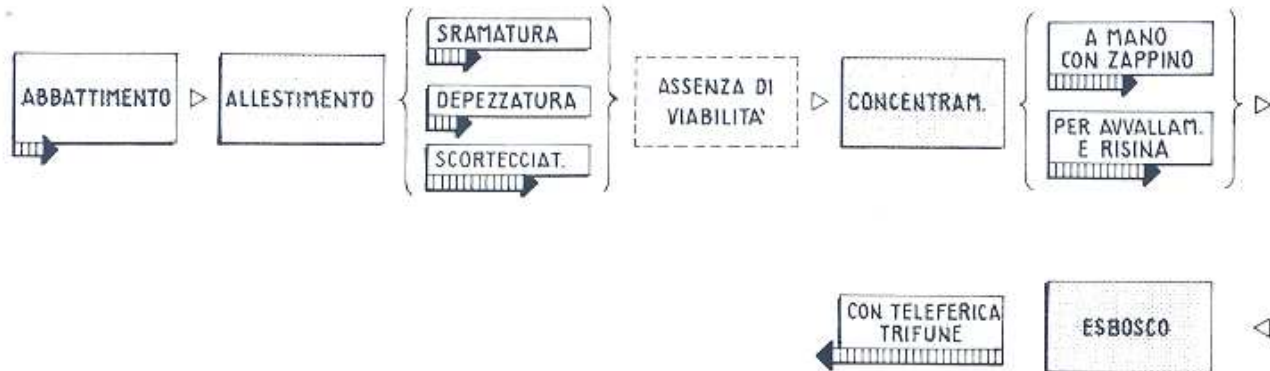 ABBATTIMENTO
ALLESTIMENTO
SRAMATURA
DEPEZZATURA
SCORTECCIAT.
ASSENZA DI
VIABILITA'
CONCENTRAM.
A MANO
CON ZAPPINO
PER AVVALLAM.
E RISINA
ESBOSCO
CON TELEFERICA
TRIFUNE